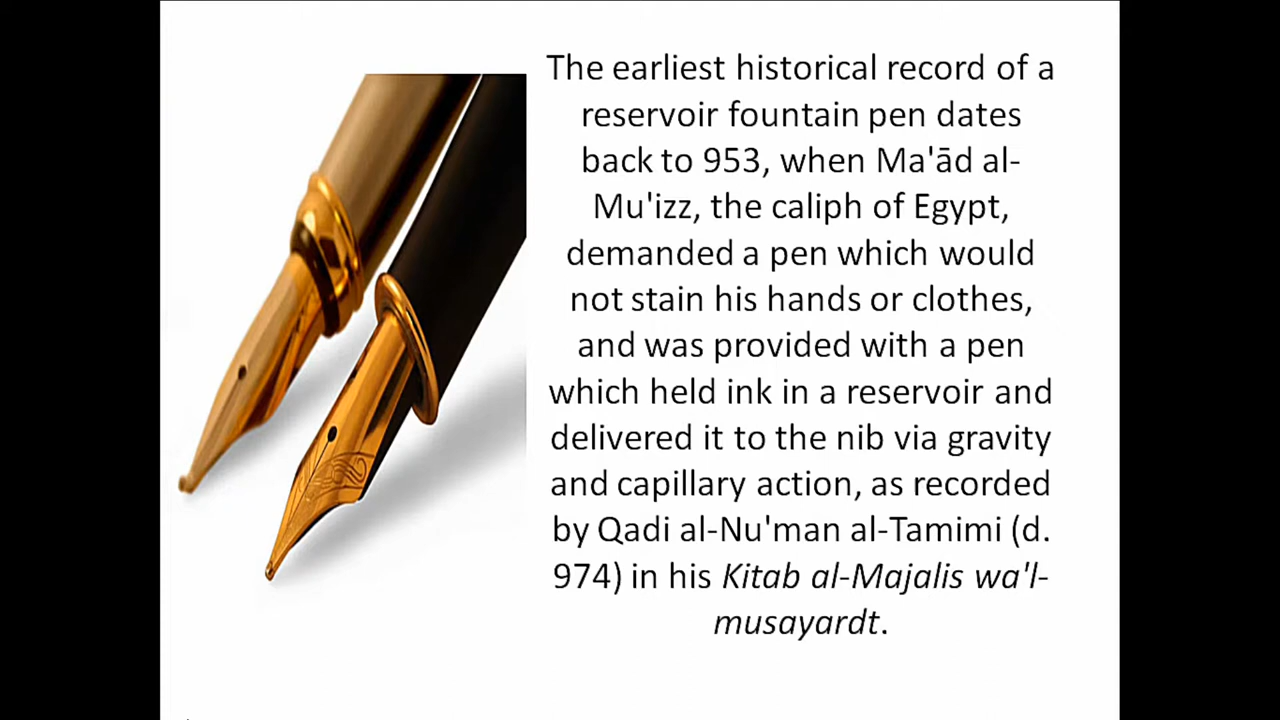 The earliest historical record of a
reservoir fountain pen dates
back to 953, when Ma'ād al-
Mu'izz, the caliph of Egypt,
demanded a pen which would
not stain his hands or clothes,
and was provided with a pen
which held ink in a reservoir and
delivered it to the nib via gravity
and capillary action, as recorded
by Qadi al-Nu'man al-Tamimi (d.
974) in his Kitab al-Majalis wa'l-
musayardt.